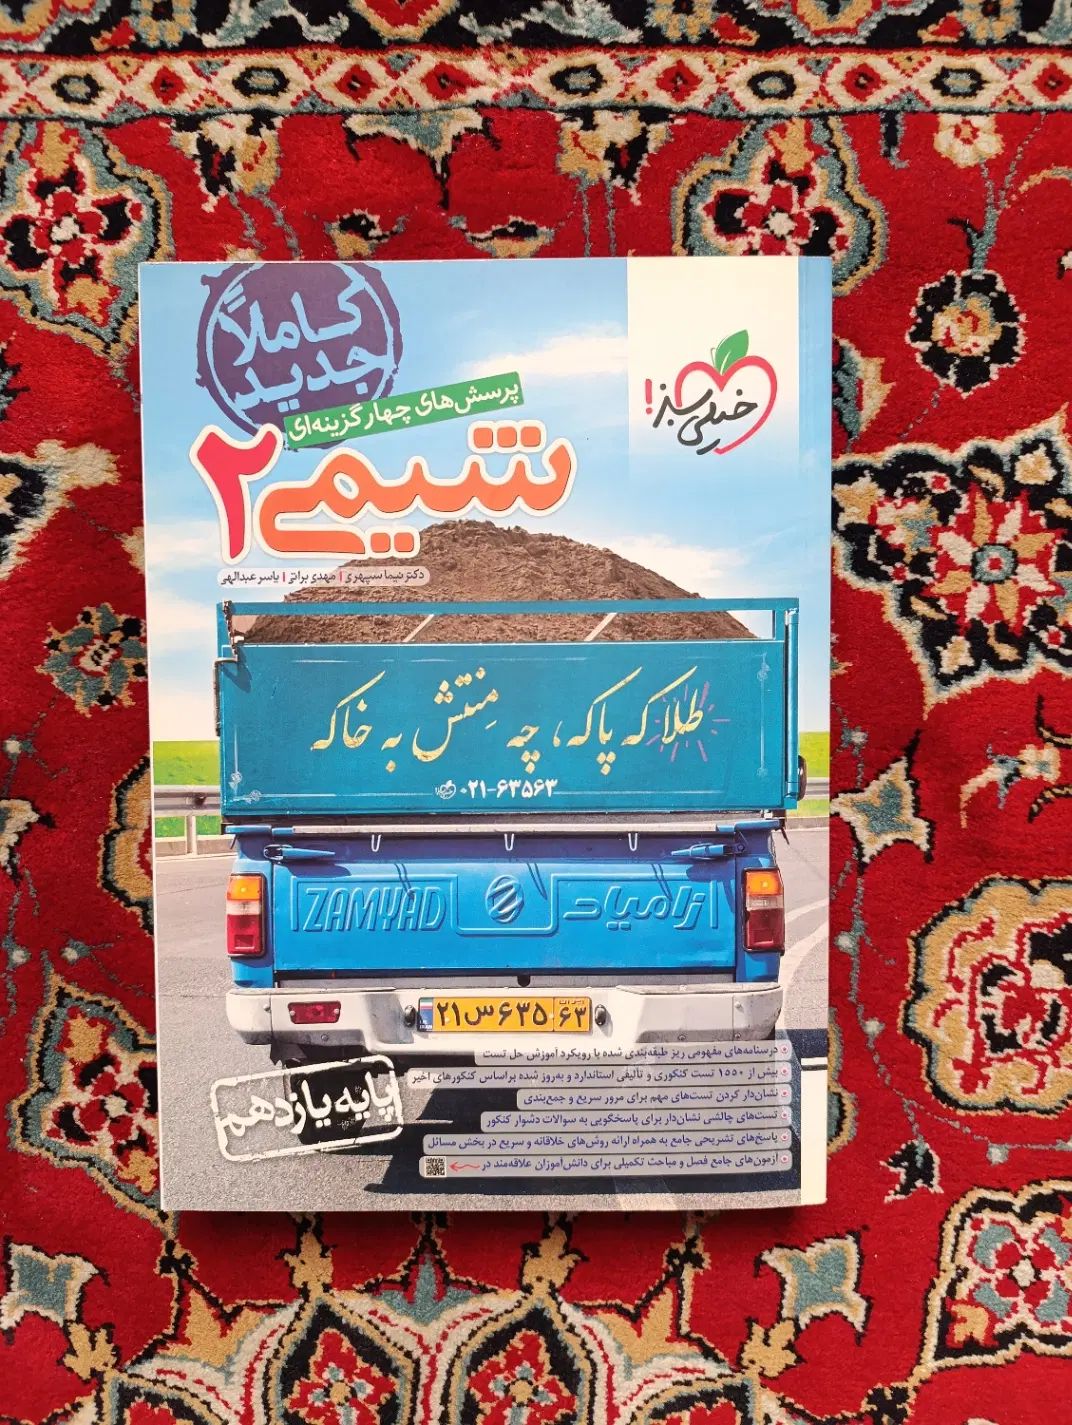 کاملاً
جدید
خیلی سبز!
پرسش‌های چهارگزینه‌ای
شیمی ۲
دکتر نیما سپهری | مهدی براتی | یاسر عبدالهی
طلا که پاکه، چه مِنتش به خاکه
۰۲۱-۶۳۵۶۳
ZAMYAD زامیاد
۲۱س۶۳۵ ۶۳
درسنامه‌های مفهومی ریز طبقه‌بندی شده با رویکرد آموزش حل تست
بیش از ۱۵۵۰ تست کنکوری و تألیفی استاندارد و به‌روز شده براساس کنکورهای اخیر
نشان‌دار کردن تست‌های مهم برای مرور سریع و جمع‌بندی
تست‌های چالشی نشان‌دار برای پاسخگویی به سوالات دشوار کنکور
پاسخ‌های تشریحی جامع به همراه ارائه روش‌های خلاقانه و سریع در بخش مسائل
آزمون‌های جامع فصل و مباحث تکمیلی برای دانش‌آموزان علاقه‌مند در
پایه یازدهم